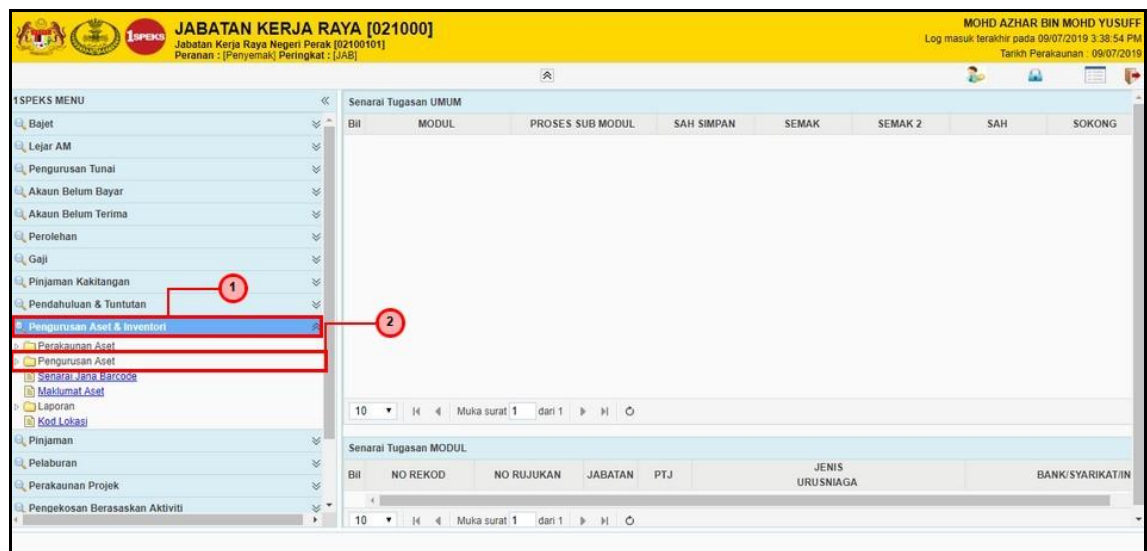 1SPEKS
JABATAN KERJA RAYA [021000]
Jabatan Kerja Raya Negeri Perak [02100101]
Peranan : [Penyemak] Peringkat : [JAB]
MOHD AZHAR BIN MOHD YUSUFF
Log masuk terakhir pada 09/07/2019 3:38:54 PM
Tarikh Perakaunan : 09/07/2019
1SPEKS MENU
Bajet
Lejar AM
Pengurusan Tunai
Akaun Belum Bayar
Akaun Belum Terima
Perolehan
Gaji
Pinjaman Kakitangan
1
Pendahuluan & Tuntutan
Pengurusan Aset & Inventori
2
Perakaunan Aset
Pengurusan Aset
Senarai Jana Barcode
Maklumat Aset
Laporan
Kod Lokasi
Pinjaman
Pelaburan
Perakaunan Projek
Pengekosan Berasaskan Aktiviti
Senarai Tugasan UMUM
Bil MODUL PROSES SUB MODUL SAH SIMPAN SEMAK SEMAK 2 SAH SOKONG
10 Muka surat 1 dari 1
Senarai Tugasan MODUL
Bil NO REKOD NO RUJUKAN JABATAN PTJ JENIS URUSNIAGA BANK/SYARIKAT/IN
10 Muka surat 1 dari 1